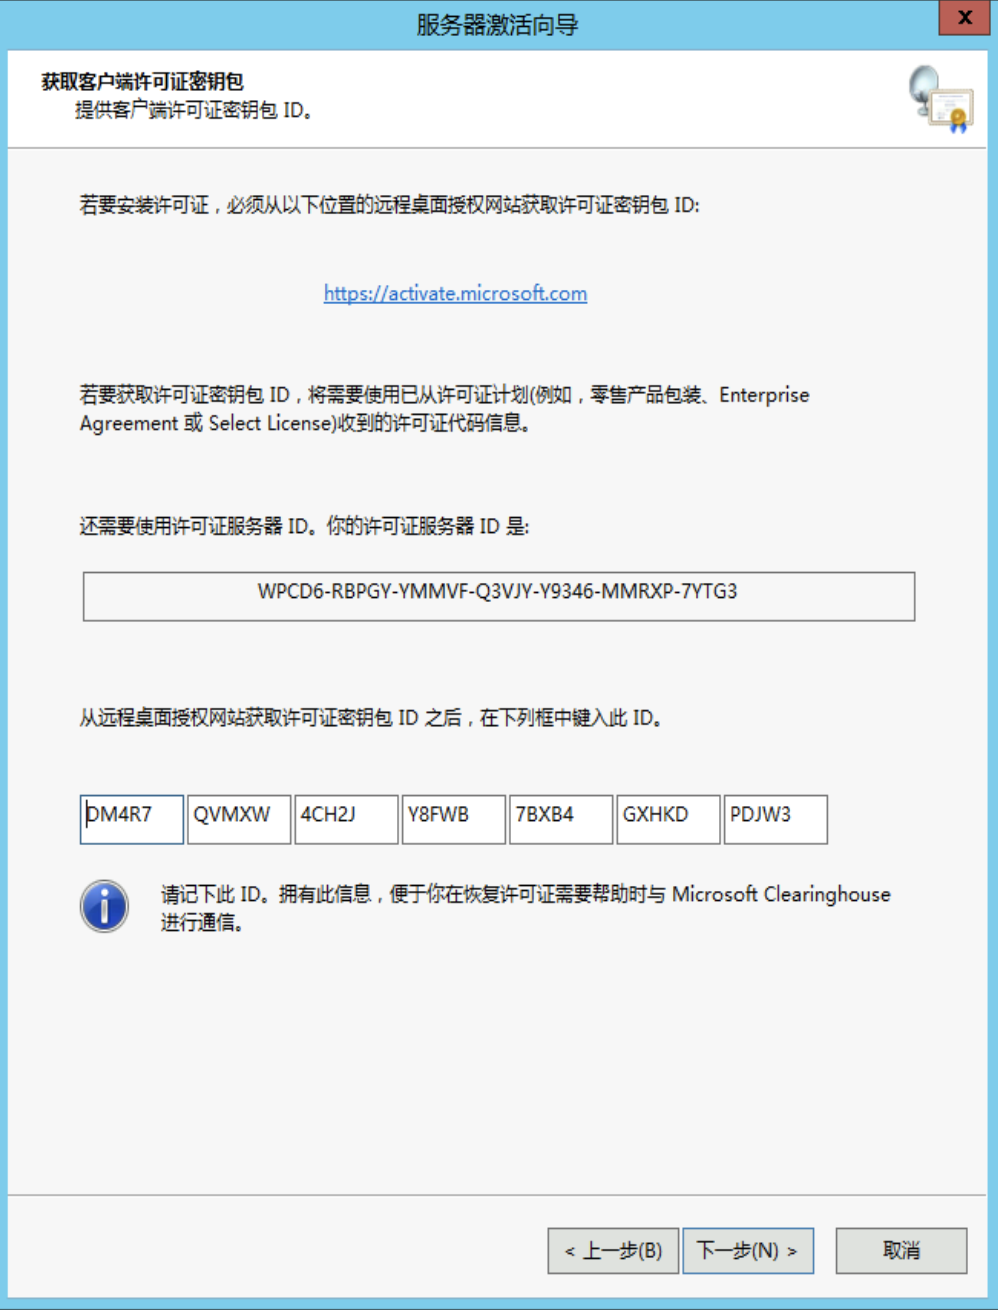 服务器激活向导
x
获取客户端许可证密钥包
提供客户端许可证密钥包 ID。
若要安装许可证，必须从以下位置的远程桌面授权网站获取许可证密钥包 ID:
https://activate.microsoft.com
若要获取许可证密钥包 ID，将需要使用已从许可证计划(例如，零售产品包装、Enterprise
Agreement 或 Select License)收到的许可证代码信息。
还需要使用许可证服务器 ID。你的许可证服务器 ID 是:
WPCD6-RBPGY-YMMVF-Q3VJY-Y9346-MMRXP-7YTG3
从远程桌面授权网站获取许可证密钥包 ID 之后，在下列框中键入此 ID。
DM4R7 QVMXW 4CH2J Y8FWB 7BXB4 GXHKD PDJW3
请记下此 ID。拥有此信息，便于你在恢复许可证需要帮助时与 Microsoft Clearinghouse
进行通信。
< 上一步(B) 下一步(N) > 取消